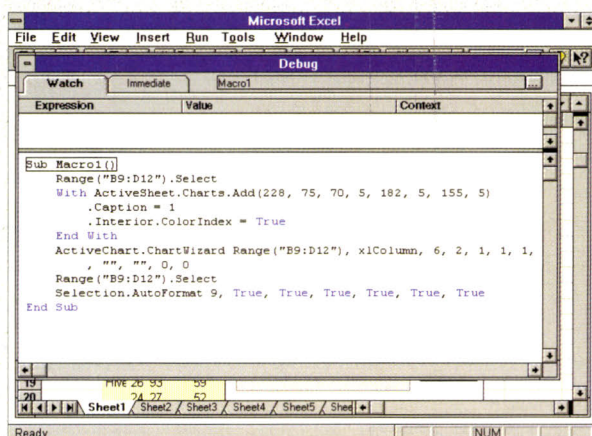 Microsoft Excel
File Edit View Insert Run Tools Window Help
Debug
Watch Immediate Macro1 ...
Expression Value Context
Sub Macro1()
Range("B9:D12").Select
With ActiveSheet.Charts.Add(228, 75, 70, 5, 182, 5, 155, 5)
.Caption = 1
.Interior.ColorIndex = True
End With
ActiveChart.ChartWizard Range("B9:D12"), xlColumn, 6, 2, 1, 1, 1,
, "", "", 0, 0
Range("B9:D12").Select
Selection.AutoFormat 9, True, True, True, True, True, True
End Sub
19 Hive 26 93 59
20 24 27 52
Sheet1 Sheet2 Sheet3 Sheet4 Sheet5 Shee
Ready NUM